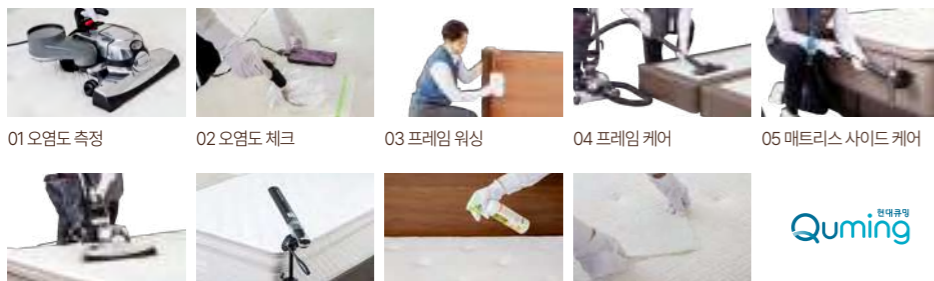 01 오염도 측정
02 오염도 체크
03 프레임 워싱
04 프레임 케어
05 매트리스 사이드 케어
현대큐밍
Quming